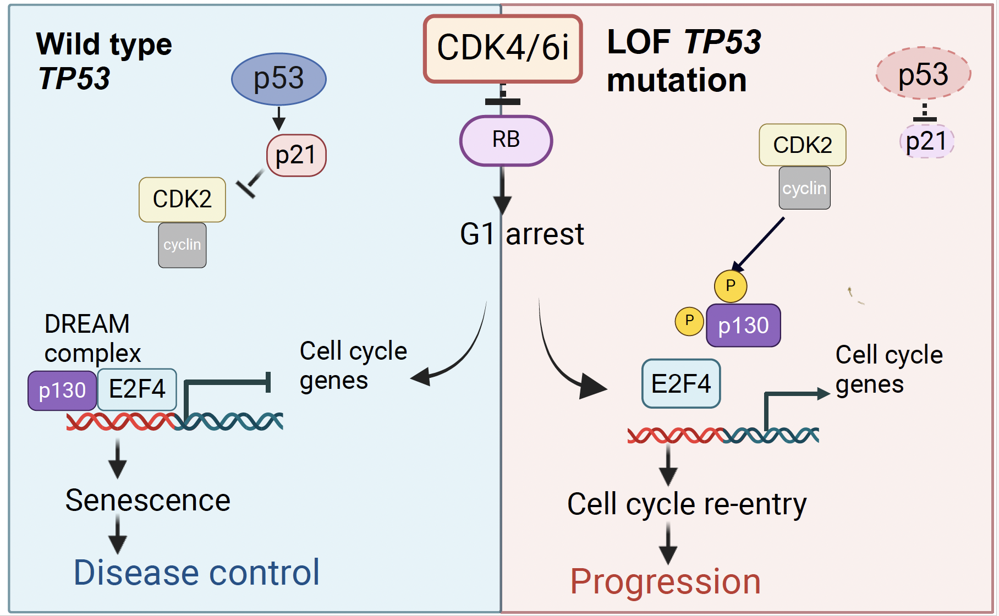 Wild type
TP53
p53
p21
CDK2
cyclin
DREAM
complex
p130
E2F4
Cell cycle
genes
Senescence
Disease control
CDK4/6i
RB
G1 arrest
LOF TP53
mutation
p53
p21
CDK2
cyclin
P
P
p130
E2F4
Cell cycle
genes
Cell cycle re-entry
Progression